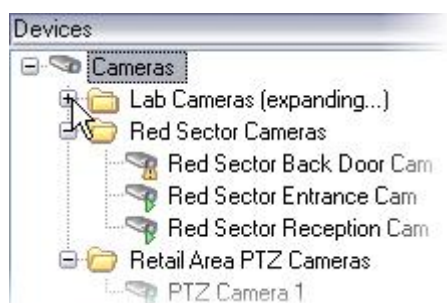 Devices
Cameras
Lab Cameras (expanding...)
Red Sector Cameras
Red Sector Back Door Cam
Red Sector Entrance Cam
Red Sector Reception Cam
Retail Area PTZ Cameras
PTZ Camera 1